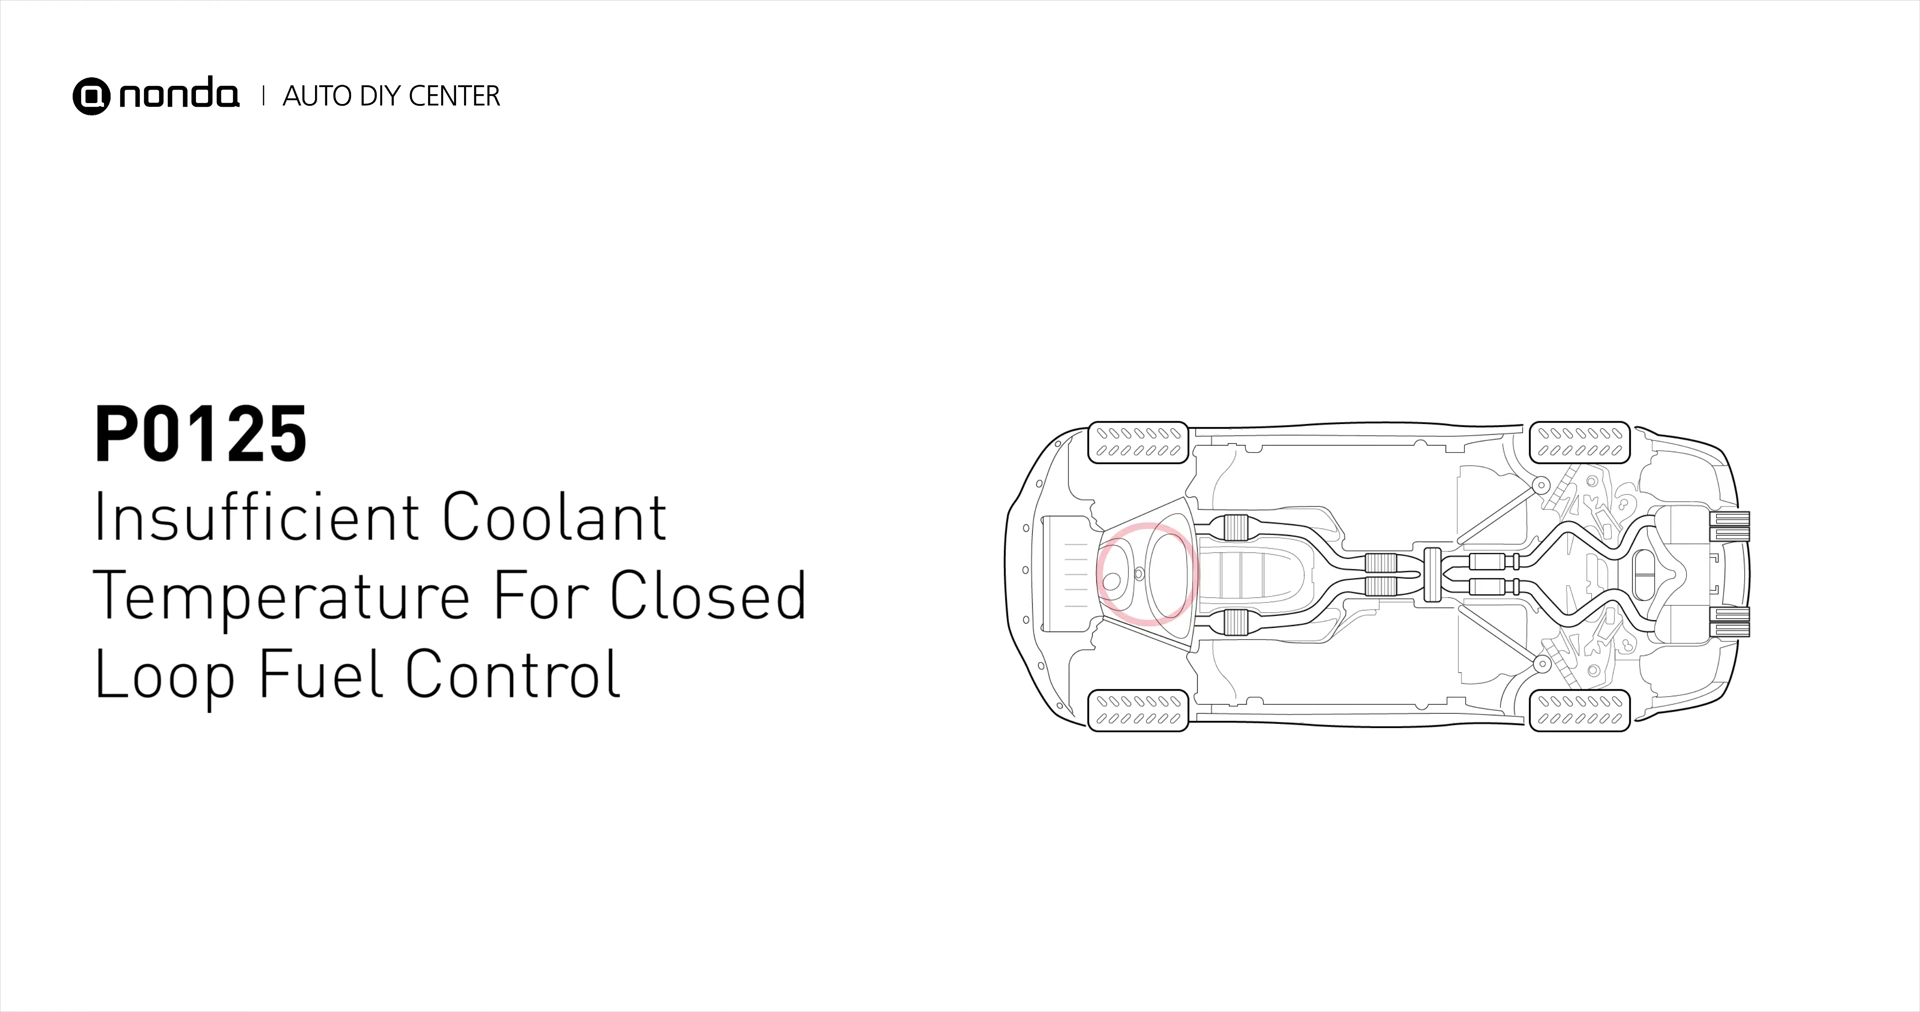 nonda | AUTO DIY CENTER
P0125
Insufficient Coolant
Temperature For Closed
Loop Fuel Control